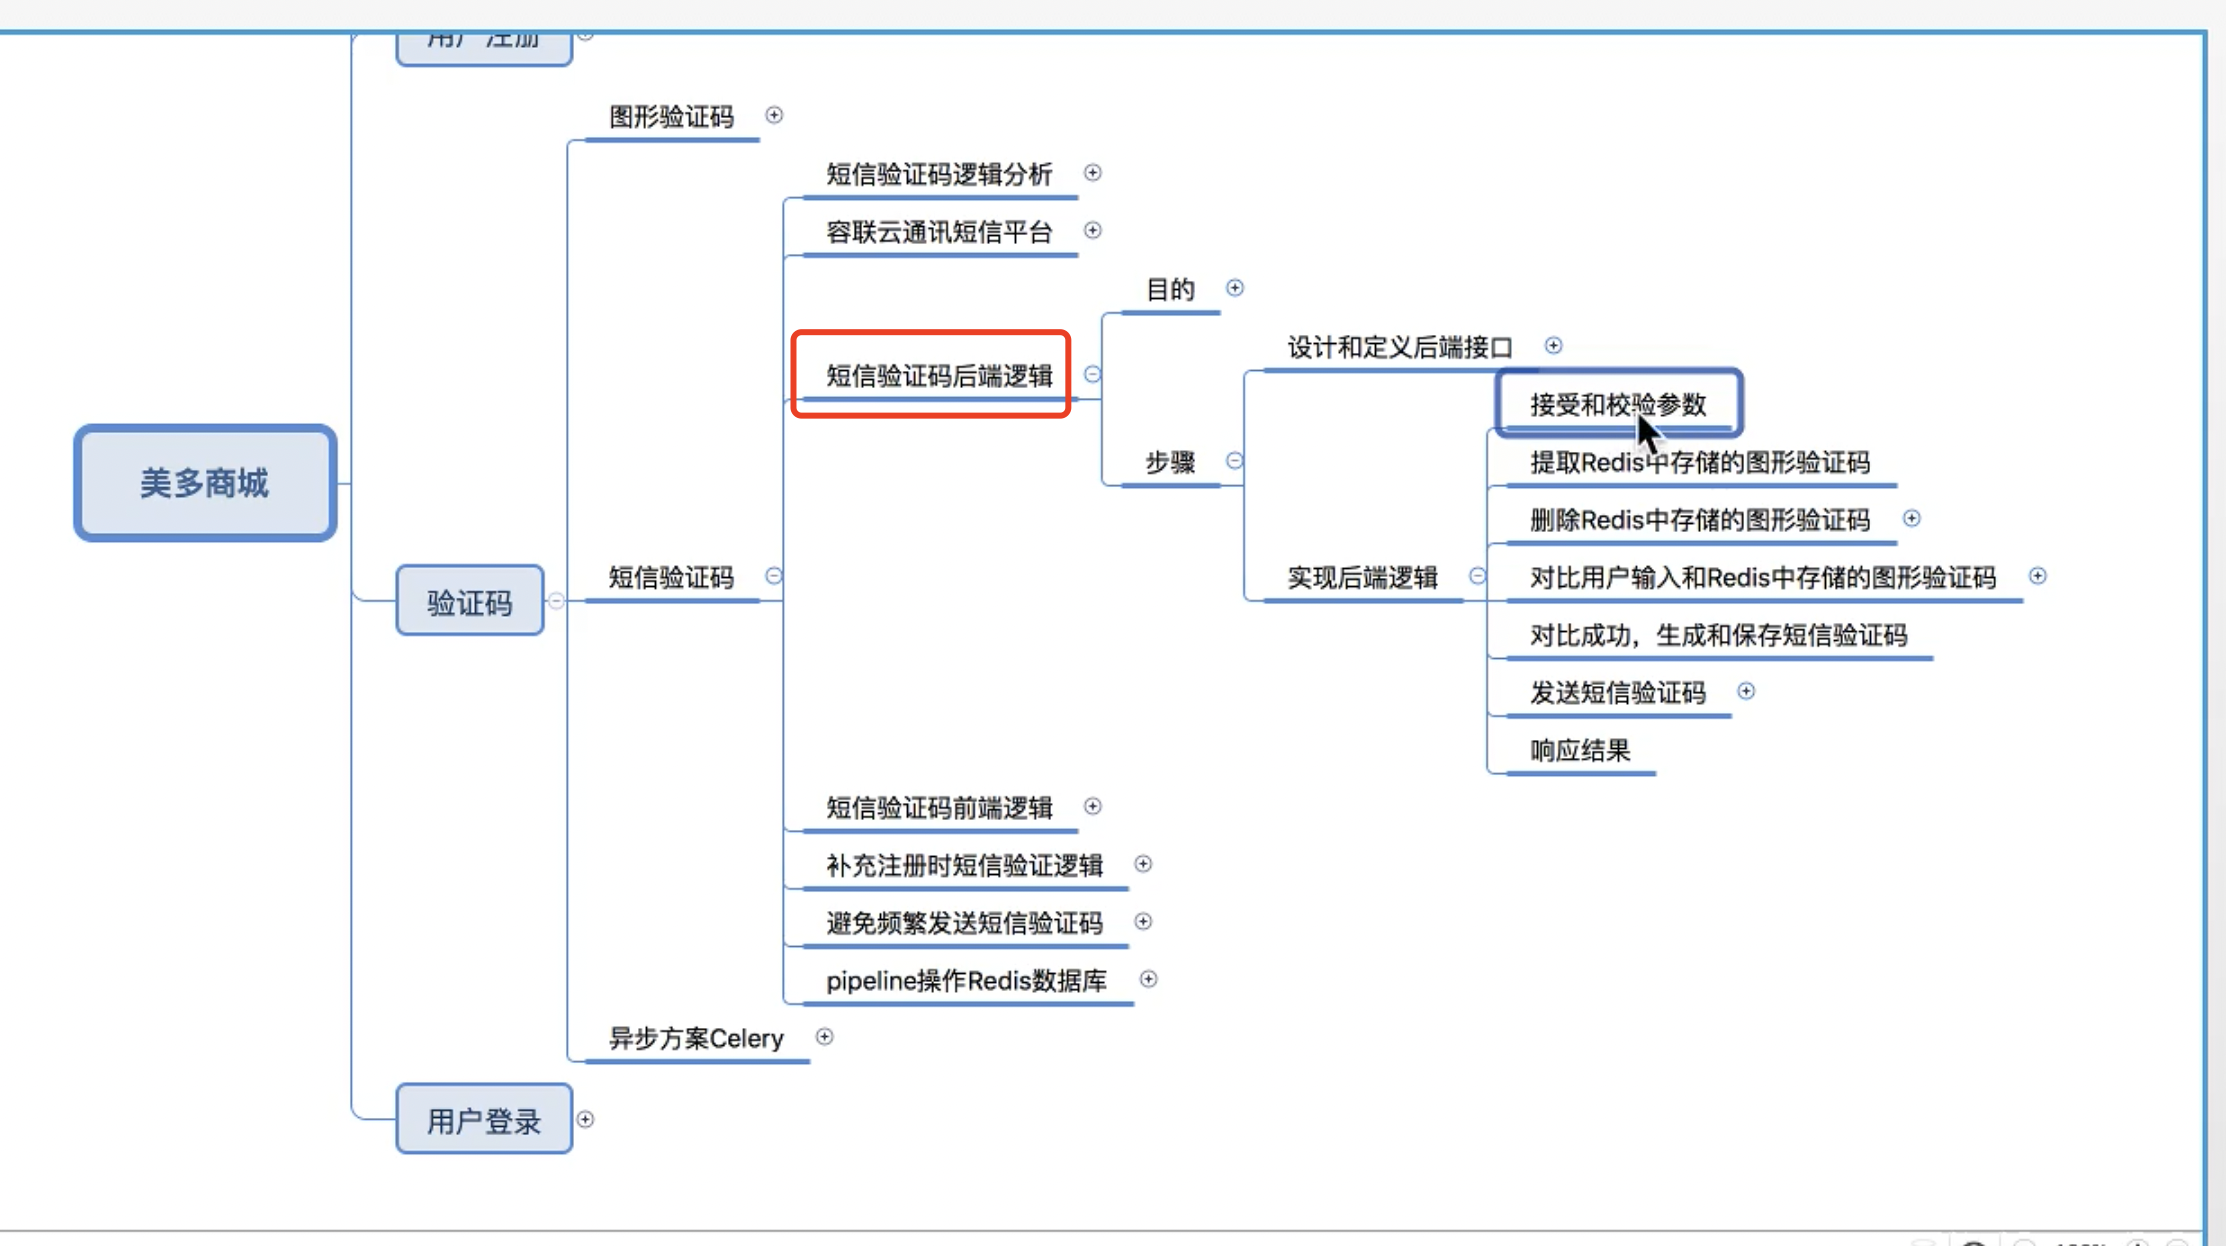 用户注册
图形验证码
短信验证码逻辑分析
容联云通讯短信平台
目的
设计和定义后端接口
短信验证码后端逻辑
接受和校验参数
步骤
提取Redis中存储的图形验证码
美多商城
删除Redis中存储的图形验证码
短信验证码
实现后端逻辑
对比用户输入和Redis中存储的图形验证码
验证码
对比成功，生成和保存短信验证码
发送短信验证码
响应结果
短信验证码前端逻辑
补充注册时短信验证逻辑
避免频繁发送短信验证码
pipeline操作Redis数据库
异步方案Celery
用户登录